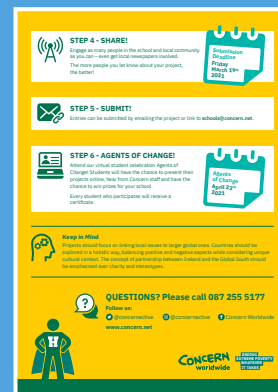 STEP 4 - SHARE!
Engage as many people in the school and local community
as you can – even get local newspapers involved.
The more people you let know about your project,
the better!
Submission
Deadline
Friday
March 19th
2021
STEP 5 - SUBMIT!
Entries can be submitted by emailing the project or link to schools@concern.net.
STEP 6 - AGENTS OF CHANGE!
Attend our virtual student celebration Agents of
Change! Students will have the chance to present their
projects online, hear from Concern staff and have the
chance to win prizes for your school.
Every student who participates will receive a
certificate.
Agents
of Change
April 23rd
2021
Keep in Mind
Projects should focus on linking local issues to larger global ones. Countries should be
explored in a holistic way, balancing positive and negative aspects while considering unique
cultural context. The concept of partnership between Ireland and the Global South should
be emphasised over charity and stereotypes.
QUESTIONS? Please call 087 255 5177
Follow us:
@concernactive @concernactive Concern Worldwide
www.concern.net
H
CONCERN
worldwide
ENDING
EXTREME POVERTY
WHATEVER
IT TAKES